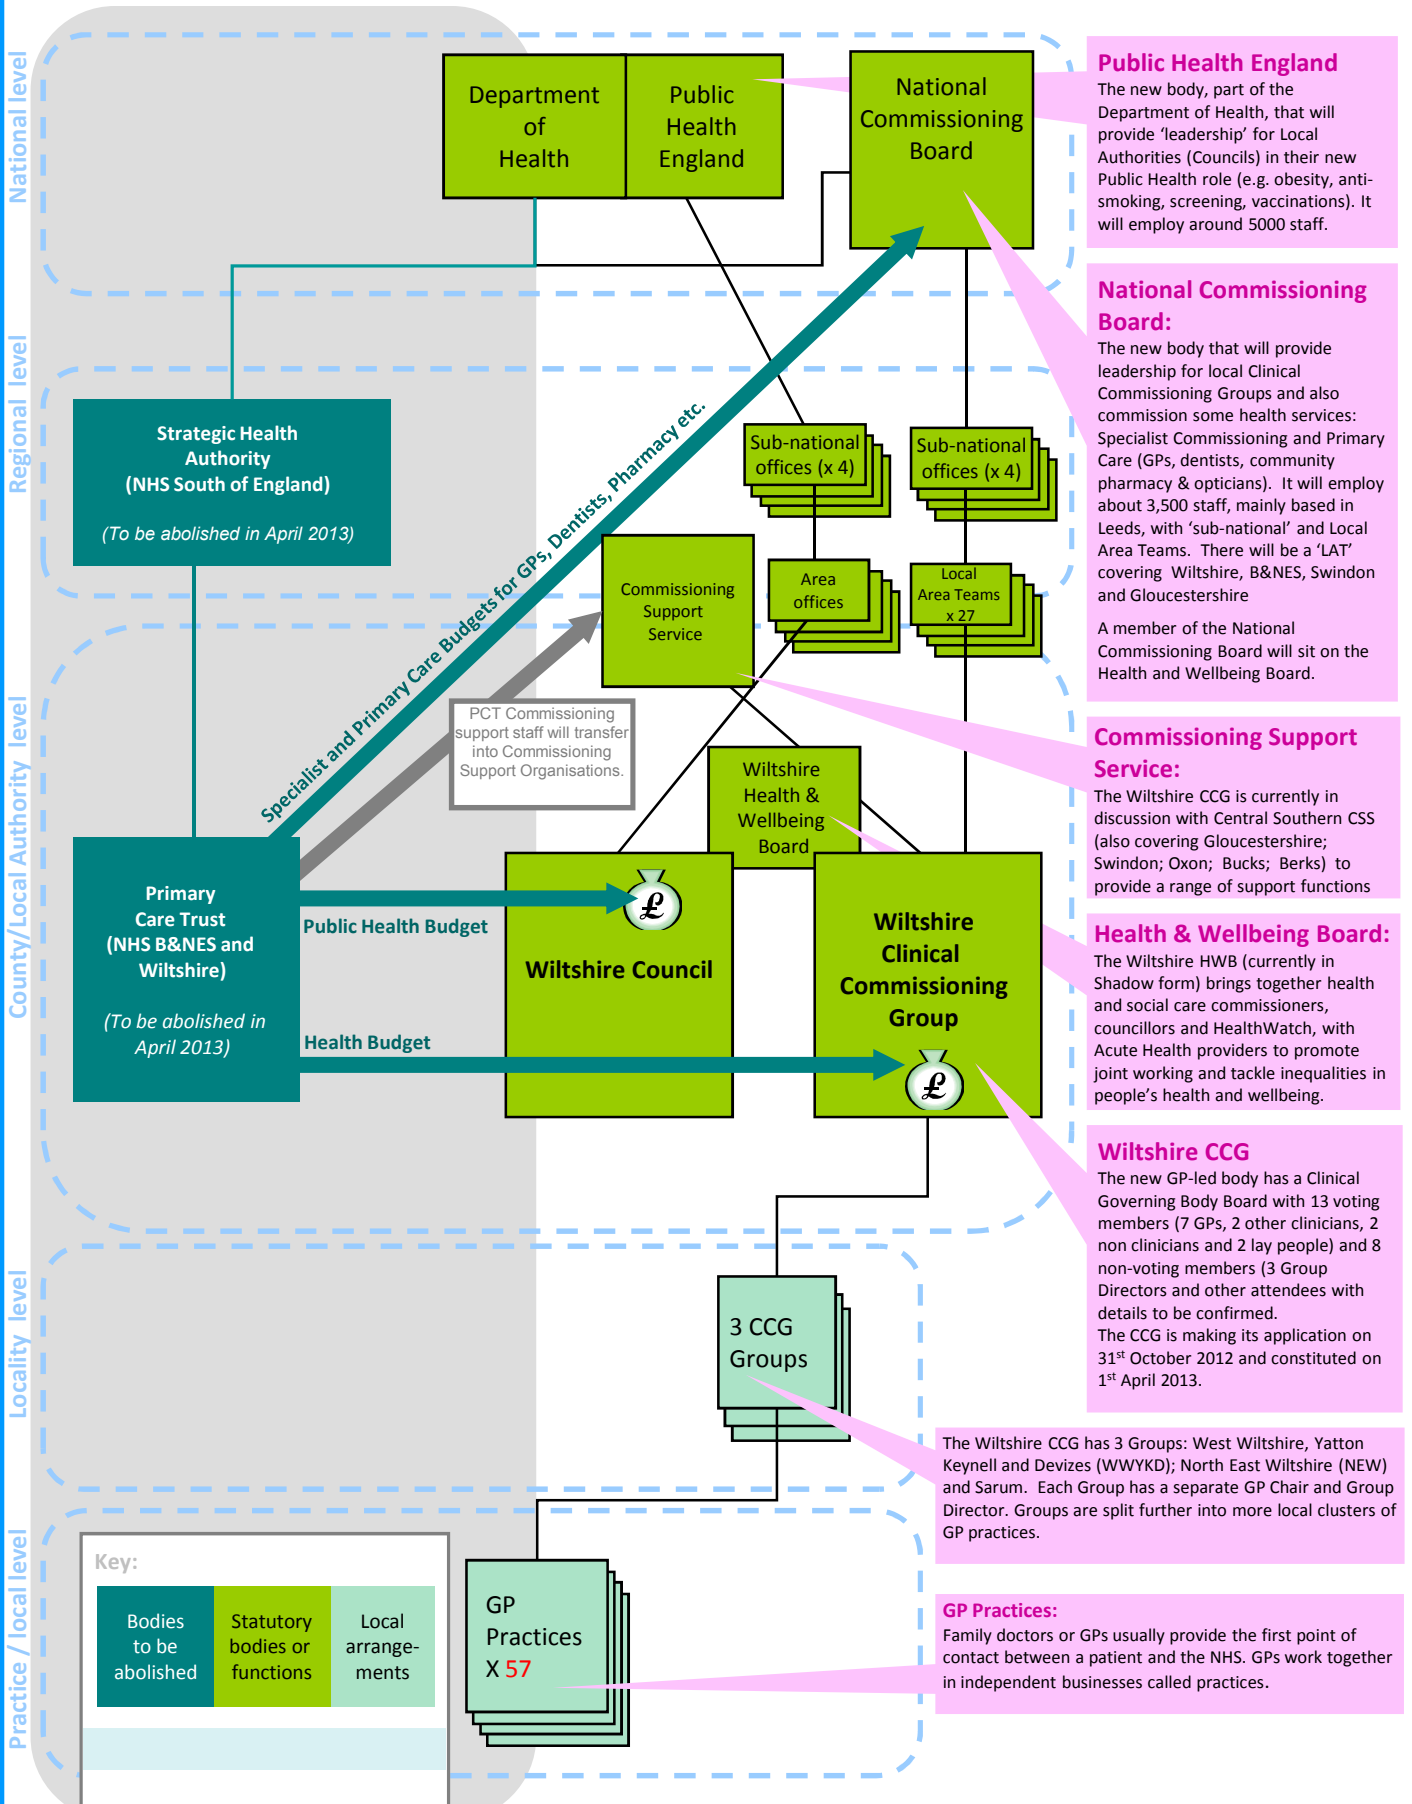 National level
Department
of
Health
Public
Health
England
National
Commissioning
Board
Public Health England
The new body, part of the
Department of Health, that will
provide ‘leadership’ for Local
Authorities (Councils) in their new
Public Health role (e.g. obesity, anti-
smoking, screening, vaccinations). It
will employ around 5000 staff.
National Commissioning
Board:
The new body that will provide
leadership for local Clinical
Commissioning Groups and also
commission some health services:
Specialist Commissioning and Primary
Care (GPs, dentists, community
pharmacy & opticians). It will employ
about 3,500 staff, mainly based in
Leeds, with ‘sub-national’ and Local
Area Teams. There will be a ‘LAT’
covering Wiltshire, B&NES, Swindon
and Gloucestershire
A member of the National
Commissioning Board will sit on the
Health and Wellbeing Board.
Regional level
Strategic Health
Authority
(NHS South of England)
(To be abolished in April 2013)
Specialist and Primary Care Budgets for GPs, Dentists, Pharmacy etc.
Sub-national
offices (x 4)
Sub-national
offices (x 4)
Commissioning
Support
Service
Area
offices
Local
Area Teams
x 27
County/Local Authority level
PCT Commissioning
support staff will transfer
into Commissioning
Support Organisations.
Wiltshire
Health &
Wellbeing
Board
Commissioning Support
Service:
The Wiltshire CCG is currently in
discussion with Central Southern CSS
(also covering Gloucestershire;
Swindon; Oxon; Bucks; Berks) to
provide a range of support functions
Primary
Care Trust
(NHS B&NES and
Wiltshire)
(To be abolished in
April 2013)
Public Health Budget
£
Wiltshire Council
Health Budget
Wiltshire
Clinical
Commissioning
Group
£
Health & Wellbeing Board:
The Wiltshire HWB (currently in
Shadow form) brings together health
and social care commissioners,
councillors and HealthWatch, with
Acute Health providers to promote
joint working and tackle inequalities in
people’s health and wellbeing.
Wiltshire CCG
The new GP-led body has a Clinical
Governing Body Board with 13 voting
members (7 GPs, 2 other clinicians, 2
non clinicians and 2 lay people) and 8
non-voting members (3 Group
Directors and other attendees with
details to be confirmed.
The CCG is making its application on
31st October 2012 and constituted on
1st April 2013.
Locality level
3 CCG
Groups
The Wiltshire CCG has 3 Groups: West Wiltshire, Yatton
Keynell and Devizes (WWYKD); North East Wiltshire (NEW)
and Sarum. Each Group has a separate GP Chair and Group
Director. Groups are split further into more local clusters of
GP practices.
Practice / local level
Key:
Bodies
to be
abolished
Statutory
bodies or
functions
Local
arrange-
ments
GP
Practices
X 57
GP Practices:
Family doctors or GPs usually provide the first point of
contact between a patient and the NHS. GPs work together
in independent businesses called practices.